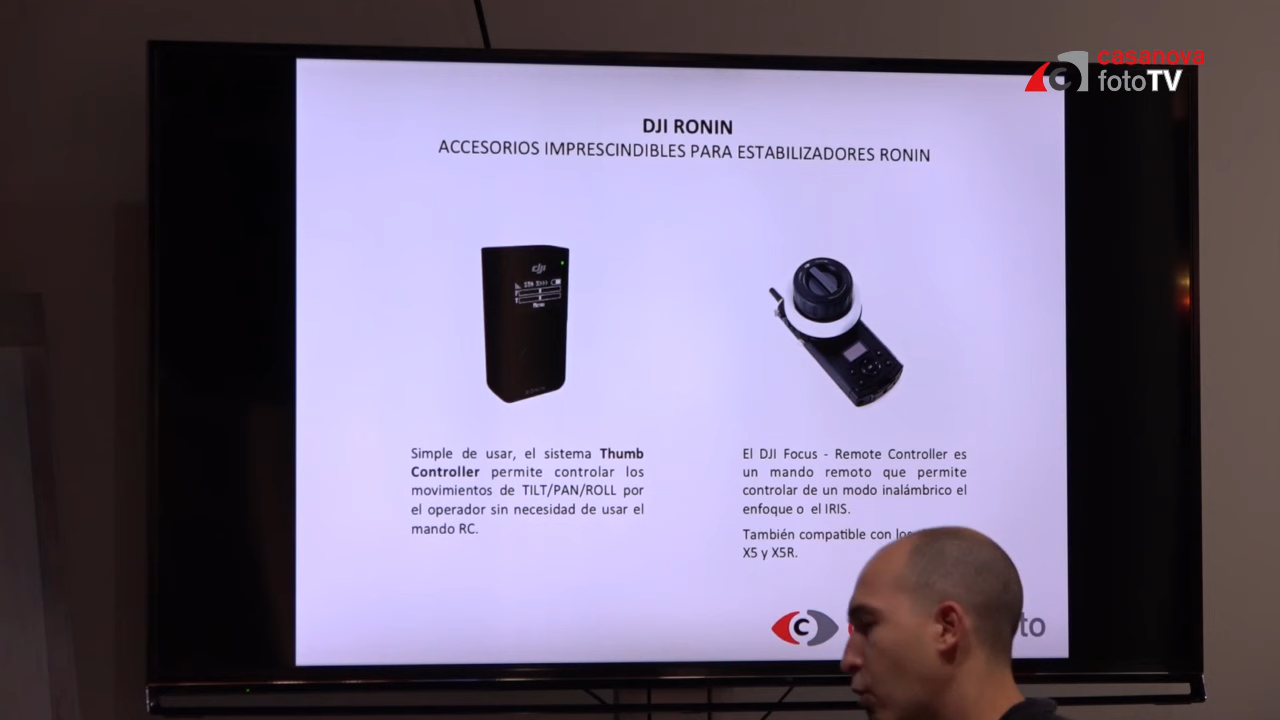 casanova
fotoTV
DJI RONIN
ACCESORIOS IMPRESCINDIBLES PARA ESTABILIZADORES RONIN
dji
Menu
Simple de usar, el sistema Thumb
Controller permite controlar los
movimientos de TILT/PAN/ROLL por
el operador sin necesidad de usar el
mando RC.
El DJI Focus - Remote Controller es
un mando remoto que permite
controlar de un modo inalámbrico el
enfoque o el IRIS.
También compatible con los
X5 y X5R.